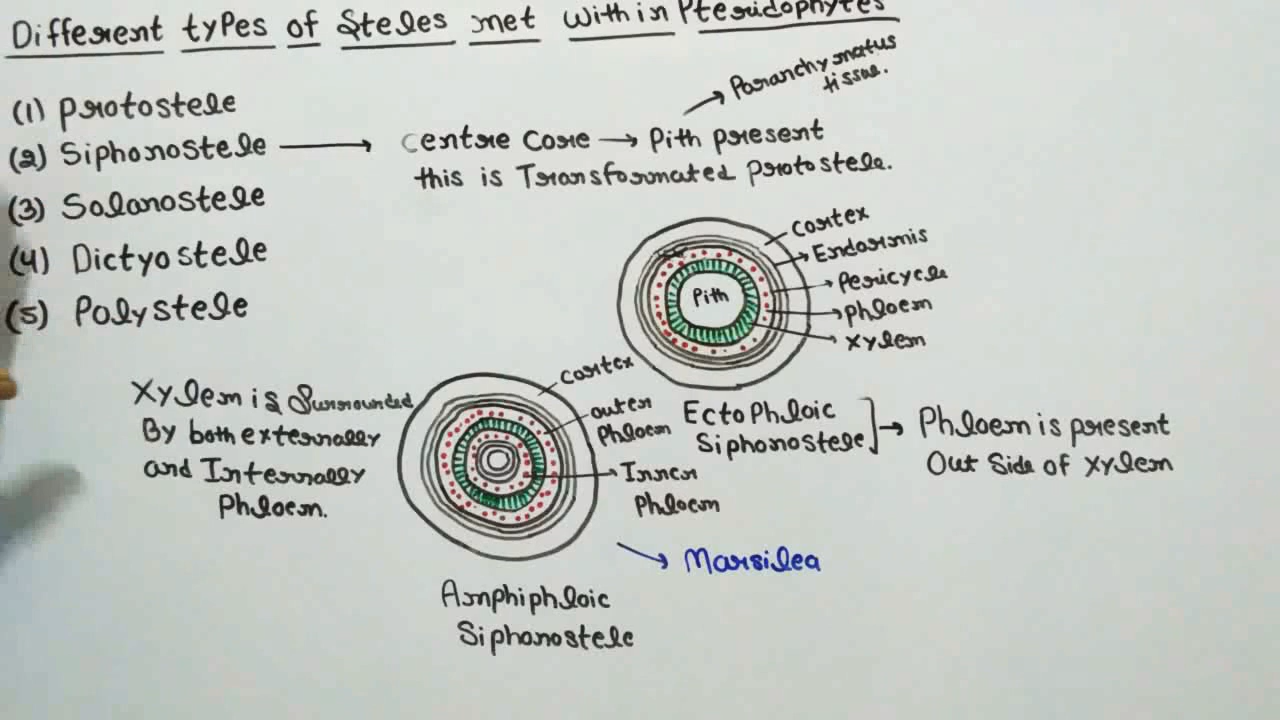 Different types of Steles met within Pteridophytes
(1) Protostele
(2) Siphonostele → Centre Core → Pith present → Paranchymatus
tissue.
this is Transformated Protostele.
(3) Solanostele
(4) Dictyostele
(5) Polystele
Cortex
Endormis
Pericycle
Phloem
Xylem
Pith
Ectophloic
Siphonostele → Phloem is present
Out Side of Xylem
Xylem is Surrounded
By both externally
and Internally
Phloem.
Cortex
outer
Phloem
Inner
Phloem
Marsilea
Amphiphloic
Siphonostele